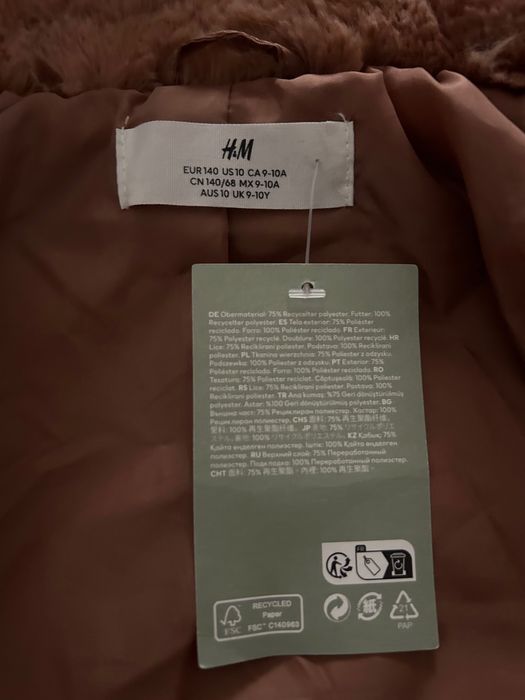 H&M
EUR 140 US 10 CA 9-10A
CN 140/68 MX 9-10A
AUS 10 UK 9-10Y
DE Obermaterial: 75% Recycelter polyester. Futter: 100%
Recycelter polyester. ES Tela exterior: 75% Poliéster
reciclado. Forro: 100% Poliéster reciclado. FR Exterieur:
75% Polyester recyclé. Doublure: 100% Polyester recyclé. HR
Lice: 75% Reciklirani poliester. Podstava: 100% Reciklirani
poliester. PL Tkanina wierzchnia: 75% Poliester z odzysku.
Podszewka: 100% Poliester z odzysku. PT Exterior: 75%
Poliéster reciclado. Forro: 100% Poliéster reciclado. RO
Țesatura: 75% Poliester reciclat. Căptușeală: 100% Poliester
reciclat. RS Lice: 75% Reciklirani poliester. Postava: 100%
Reciklirani poliester. TR Ana kumaş: %75 Geri dönüştürülmüş
polyester. Astar: %100 Geri dönüştürülmüş polyester. BG
Външна част: 75% Рециклиран полиестер. Хастар: 100%
Рециклиран полиестер. CHS 面料：75% 再生聚酯纤维。
里料：100% 再生聚酯纤维。 JP 表地: 75% リサイクルポリエ
ステル. 裏地: 100% リサイクルポリエステル. KZ Қабық: 75%
Қайта өңделген полиэстер. Іштік: 100% Қайта өңделген
полиэстер. RU Верхний слой: 75% Переработанный
полиэстер. Подкладка: 100% Переработанный полиэстер.
CHT 面料：75% 再生聚酯。內裡：100% 再生聚酯。
FR
FSC
RECYCLED
Paper
FSC™ C140963
紙
21
PAP